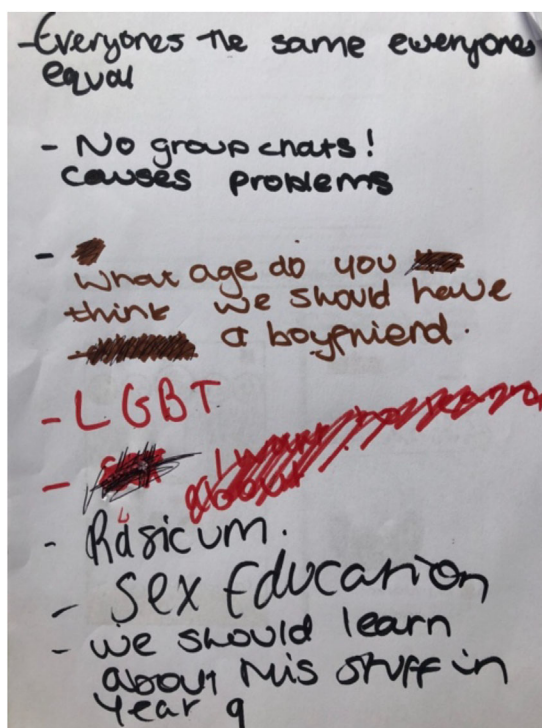 -Everyones the same everyones
equal
- No group chats!
causes problems
-
What age do you
think we should have
a boyfriend.
- LGBT
-
- Rasicum.
- Sex Education
- we should learn
about this stuff in
Year 9